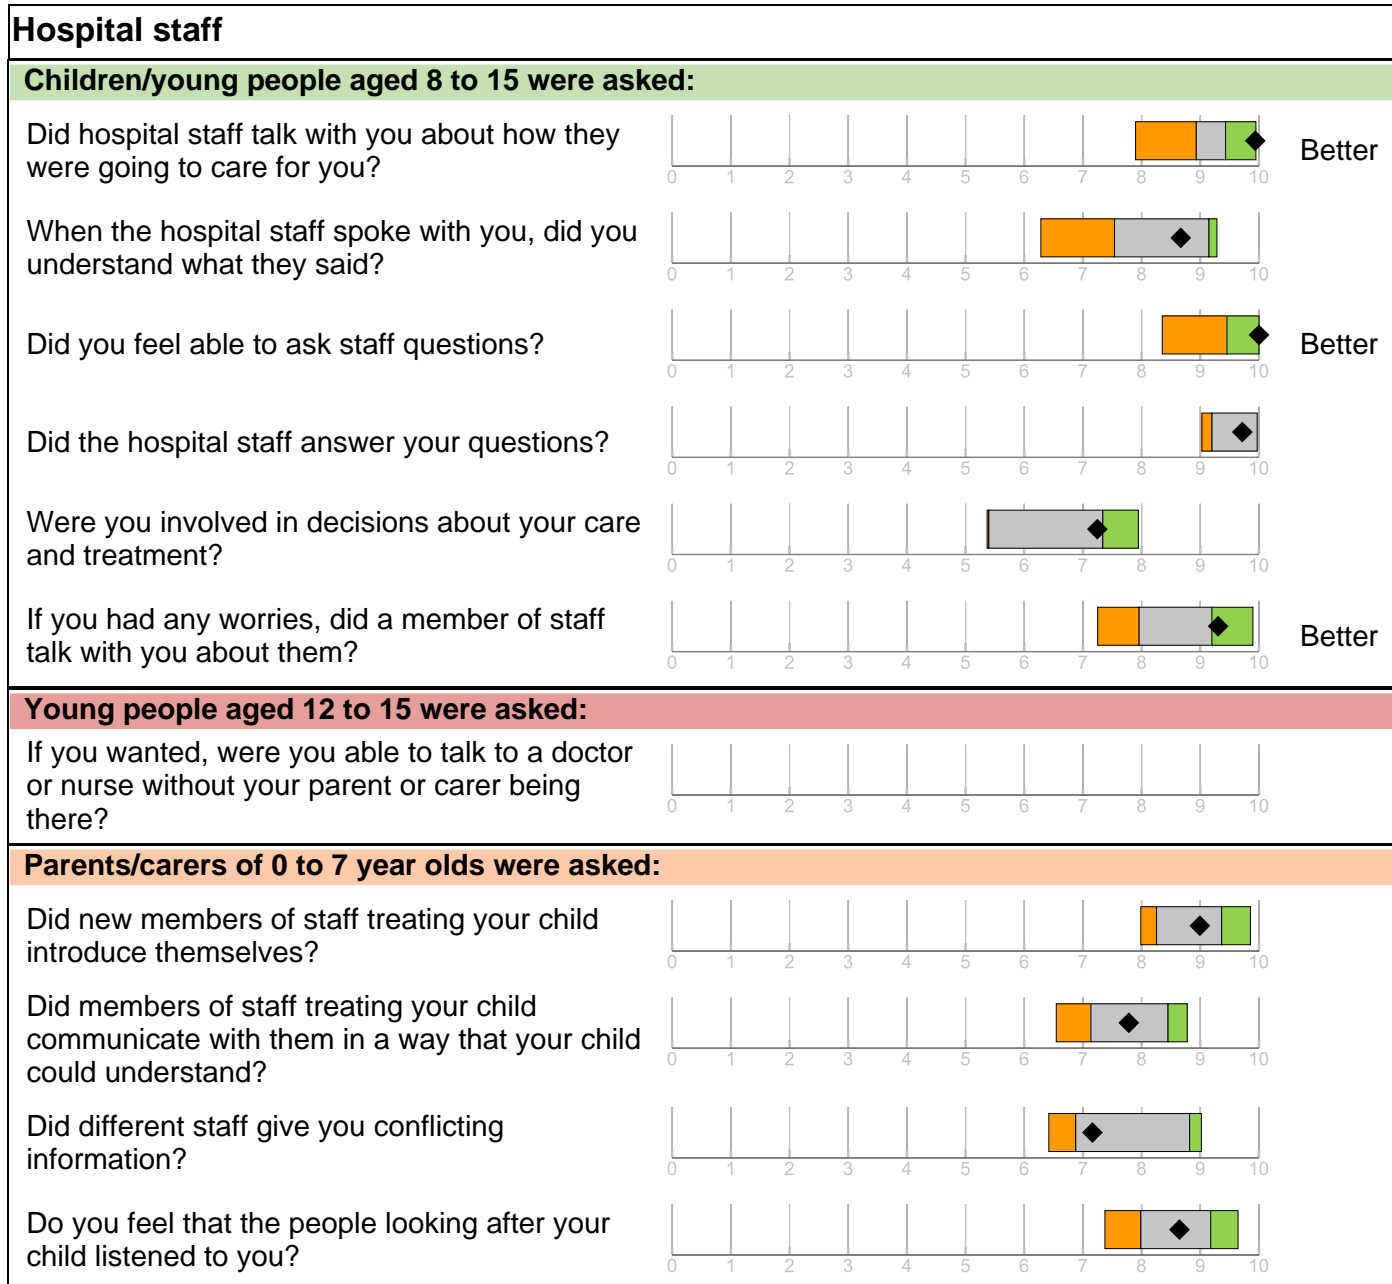 Hospital staff
Children/young people aged 8 to 15 were asked:
Did hospital staff talk with you about how they
were going to care for you?
0 1 2 3 4 5 6 7 8 9 10
Better
When the hospital staff spoke with you, did you
understand what they said?
0 1 2 3 4 5 6 7 8 9 10
Did you feel able to ask staff questions?
0 1 2 3 4 5 6 7 8 9 10
Better
Did the hospital staff answer your questions?
0 1 2 3 4 5 6 7 8 9 10
Were you involved in decisions about your care
and treatment?
0 1 2 3 4 5 6 7 8 9 10
If you had any worries, did a member of staff
talk with you about them?
0 1 2 3 4 5 6 7 8 9 10
Better
Young people aged 12 to 15 were asked:
If you wanted, were you able to talk to a doctor
or nurse without your parent or carer being
there?
0 1 2 3 4 5 6 7 8 9 10
Parents/carers of 0 to 7 year olds were asked:
Did new members of staff treating your child
introduce themselves?
0 1 2 3 4 5 6 7 8 9 10
Did members of staff treating your child
communicate with them in a way that your child
could understand?
0 1 2 3 4 5 6 7 8 9 10
Did different staff give you conflicting
information?
0 1 2 3 4 5 6 7 8 9 10
Do you feel that the people looking after your
child listened to you?
0 1 2 3 4 5 6 7 8 9 10